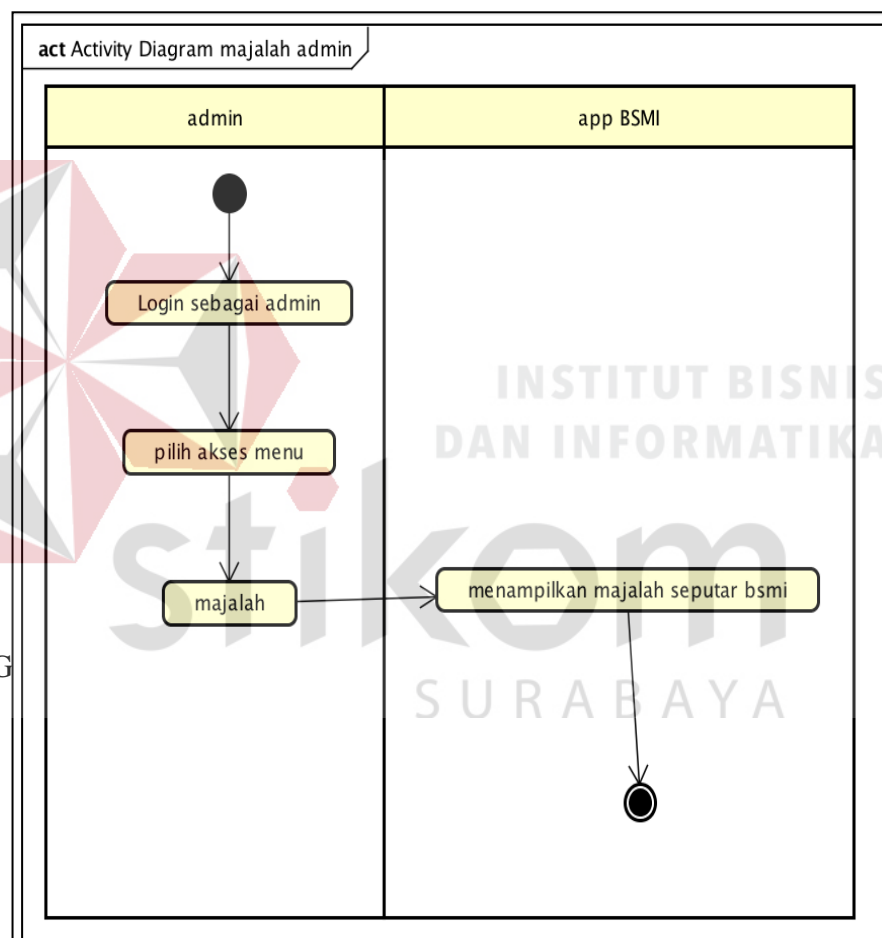 act Activity Diagram majalah admin
admin
app BSMI
Login sebagai admin
INSTITUT BISNIS
DAN INFORMATIKA
pilih akses menu
stikom
majalah
menampilkan majalah seputar bsmi
G
SURABAYA